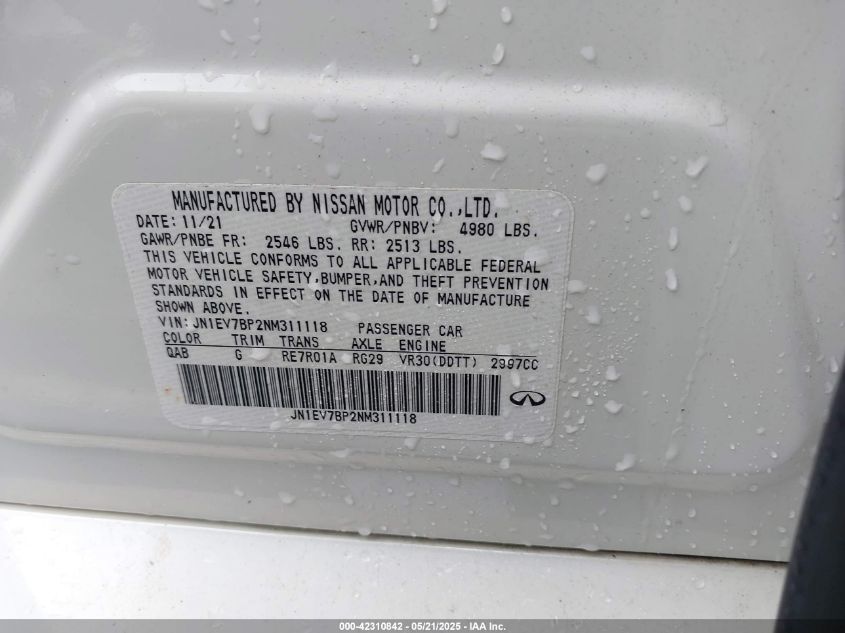 MANUFACTURED BY NISSAN MOTOR CO.,LTD.
DATE: 11/21 GVWR/PNBV: 4980 LBS.
GAWR/PNBE FR: 2546 LBS. RR: 2513 LBS.
THIS VEHICLE CONFORMS TO ALL APPLICABLE FEDERAL
MOTOR VEHICLE SAFETY,BUMPER,AND THEFT PREVENTION
STANDARDS IN EFFECT ON THE DATE OF MANUFACTURE
SHOWN ABOVE.
VIN: JN1EV7BP2NM311118 PASSENGER CAR
COLOR TRIM TRANS AXLE ENGINE
QAB G RE7R01A RG29 VR30(DDTT) 2997CC
JN1EV7BP2NM311118
000-42310842 - 05/21/2025 - IAA Inc.